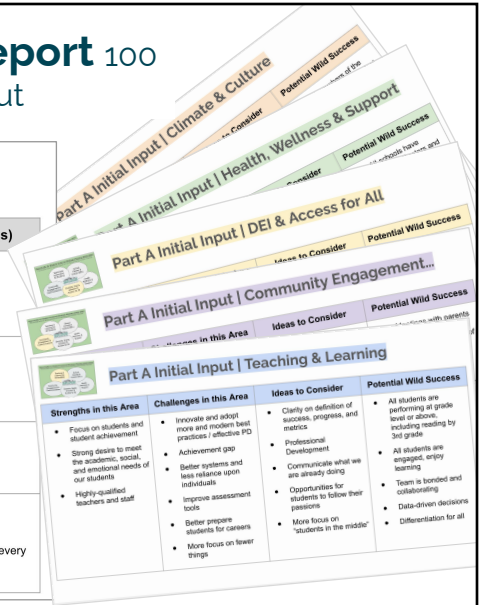 eport 100
ut
s)
every
Part A Initial Input | Climate & Culture
Potential Wild Success
to Consider
Part A Initial Input | Health, Wellness & Support
Potential Wild Success
schools have
Part A Initial Input | DEI & Access for All
Ideas to Consider
Potential Wild Success
Part A Initial Input | Community Engagement...
Challenges in this Area
Ideas to Consider
Potential Wild Success
with parents
Part A Initial Input | Teaching & Learning
Strengths in this Area
• Focus on students and
student achievement
• Strong desire to meet
the academic, social,
and emotional needs of
our students
• Highly-qualified
teachers and staff
Challenges in this Area
• Innovate and adopt
more and modern best
practices / effective PD
• Achievement gap
• Better systems and
less reliance upon
individuals
• Improve assessment
tools
• Better prepare
students for careers
• More focus on fewer
things
Ideas to Consider
• Clarity on definition of
success, progress, and
metrics
• Professional
Development
• Communicate what we
are already doing
• Opportunities for
students to follow their
passions
• More focus on
"students in the middle"
Potential Wild Success
• All students are
performing at grade
level or above,
including reading by
3rd grade
• All students are
engaged, enjoy
learning
• Team is bonded and
collaborating
• Data-driven decisions
• Differentiation for all